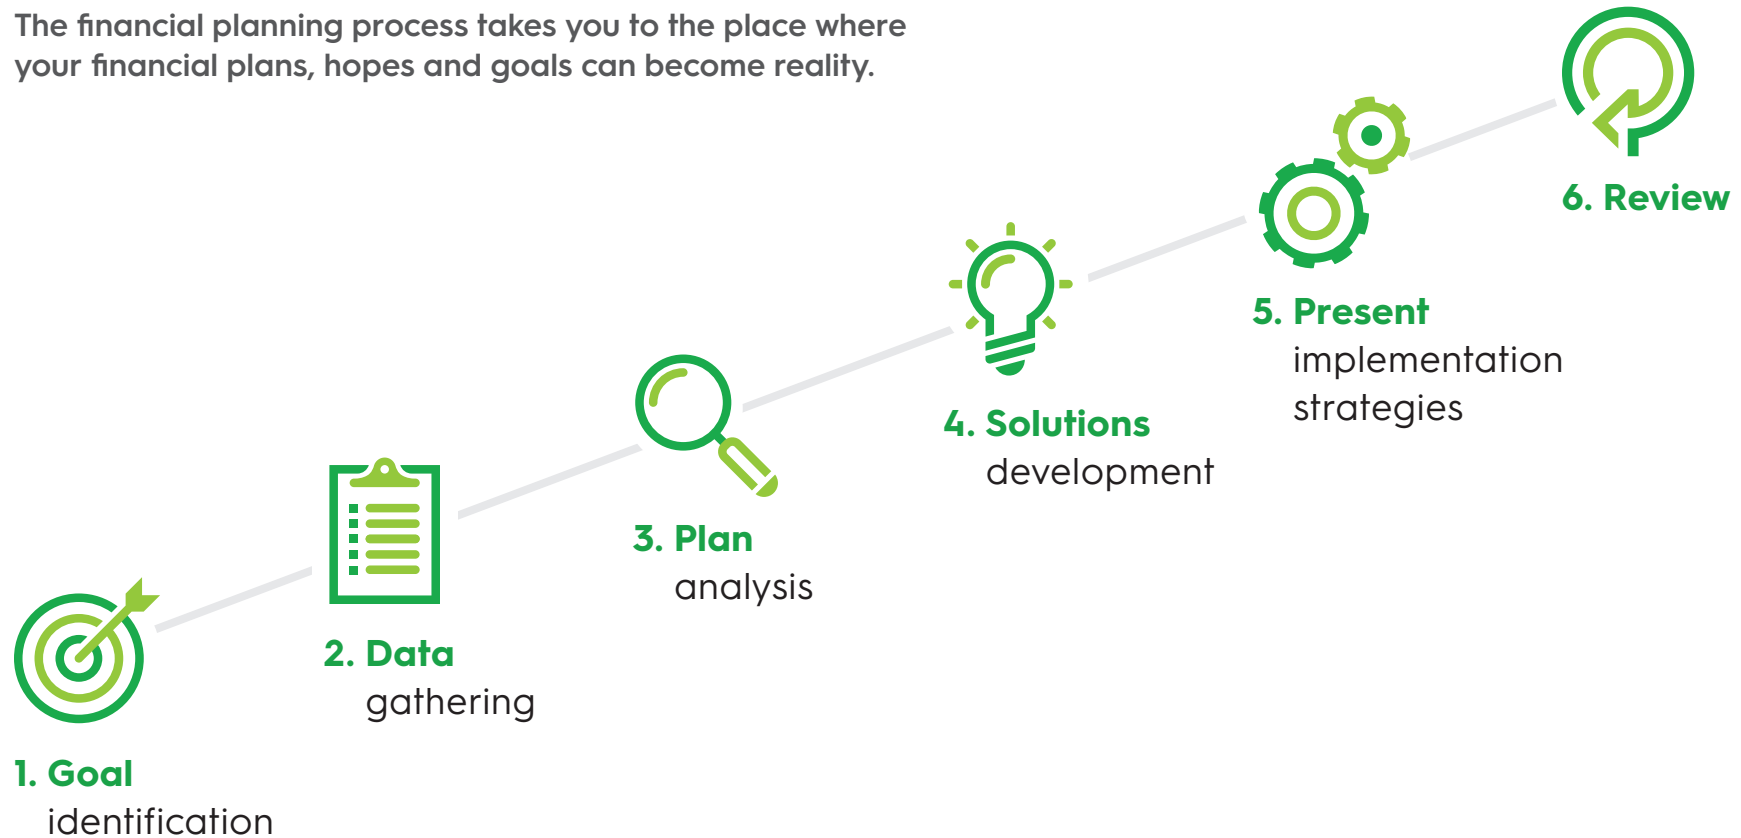 The financial planning process takes you to the place where
your financial plans, hopes and goals can become reality.
1. Goal
identification
2. Data
gathering
3. Plan
analysis
4. Solutions
development
5. Present
implementation
strategies
6. Review